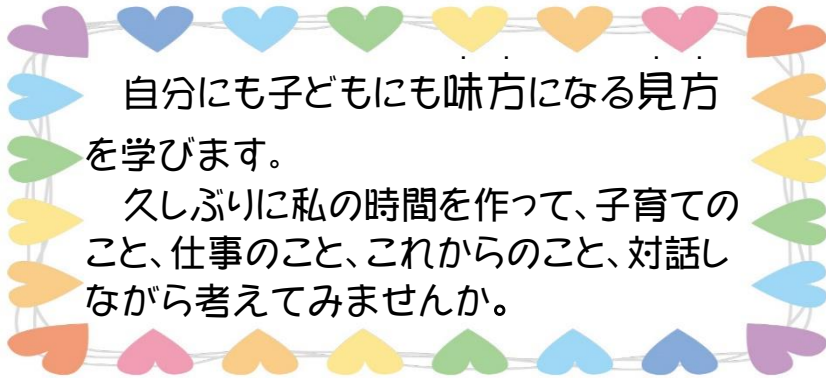 自分にも子どもにも味方になる見方
を学びます。
　久しぶりに私の時間を作って、子育ての
こと、仕事のこと、これからのこと、対話し
ながら考えてみませんか。